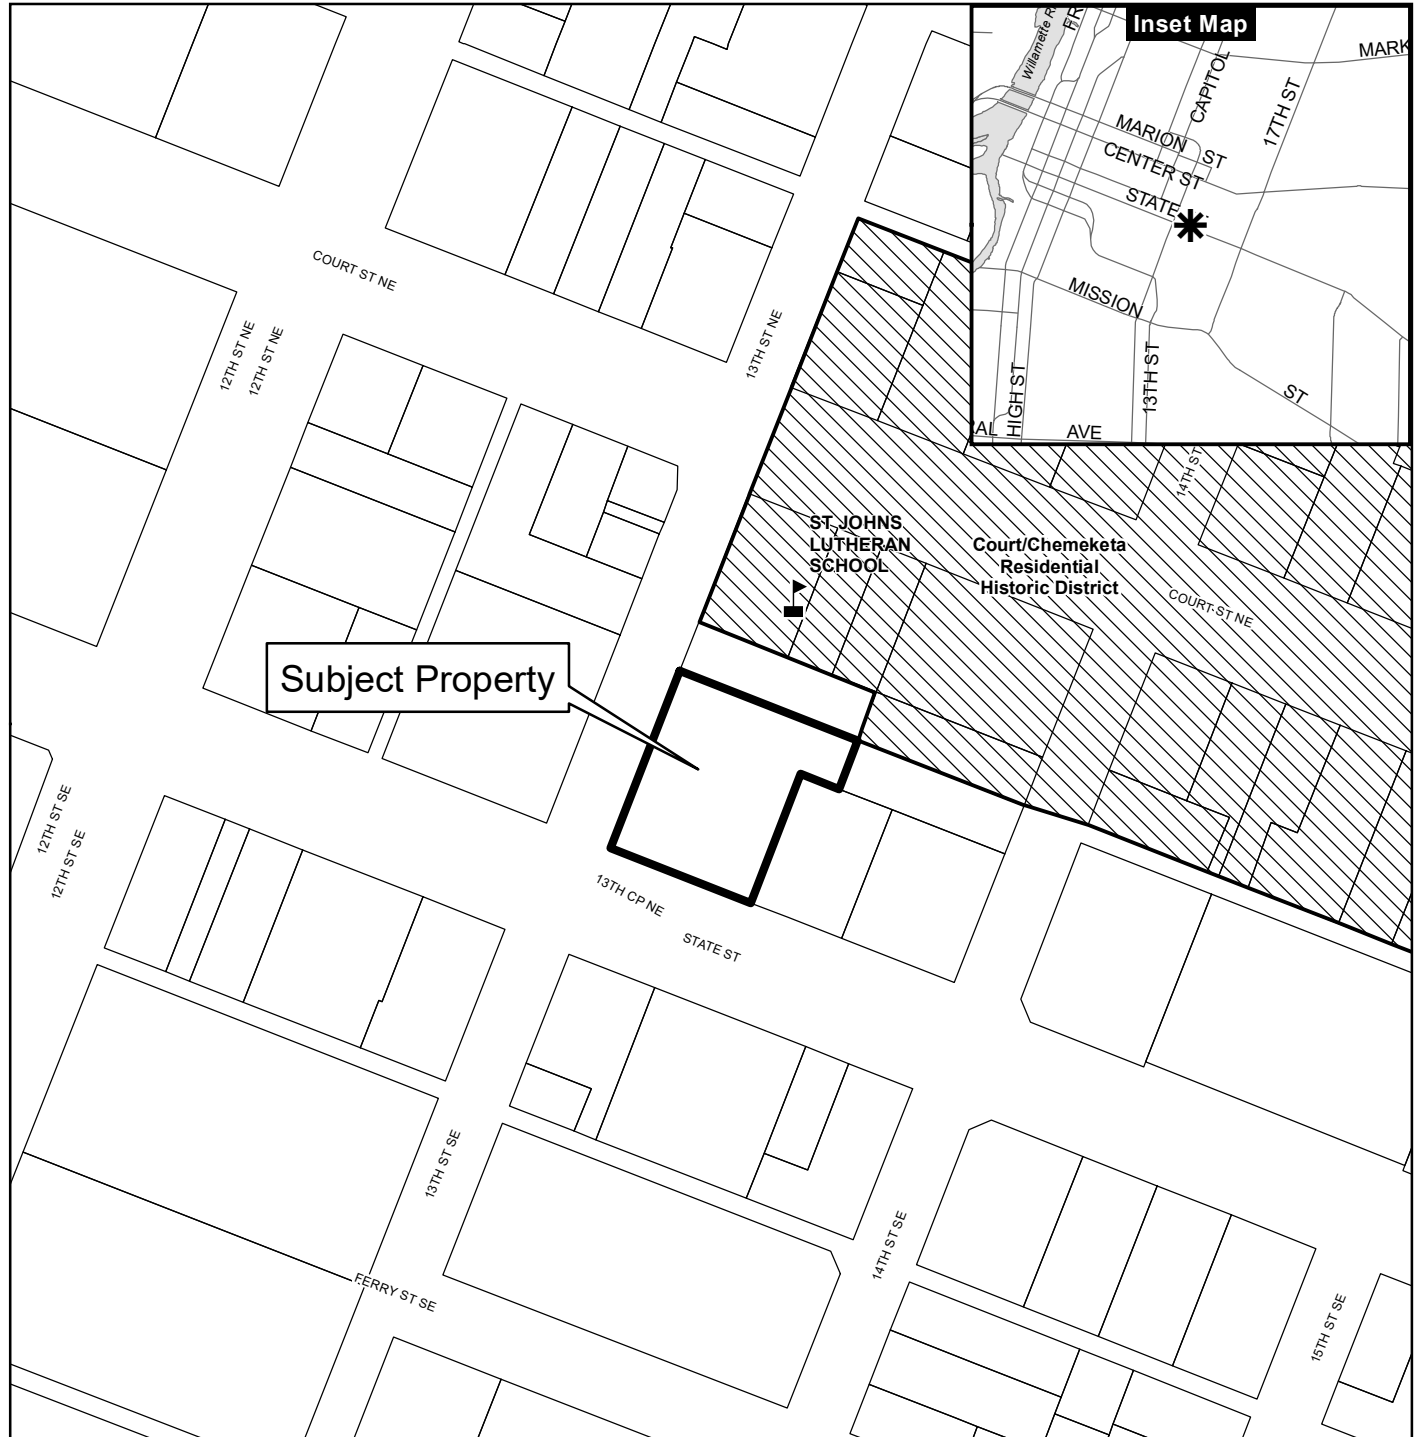 Inset Map
Willamette R
FR
MARK
CAPITOL
17TH ST
MARION ST
CENTER ST
STATE
MISSION
ST
13TH ST
HIGH ST
AVE
COURT ST NE
12TH ST NE
12TH ST NE
13TH ST NE
14TH ST
ST JOHNS
LUTHERAN
SCHOOL
Court/Chemeketa
Residential
Historic District
COURT ST NE
Subject Property
12TH ST SE
12TH ST SE
13TH CP NE
STATE ST
13TH ST SE
14TH ST SE
FERRY ST SE
15TH ST SE